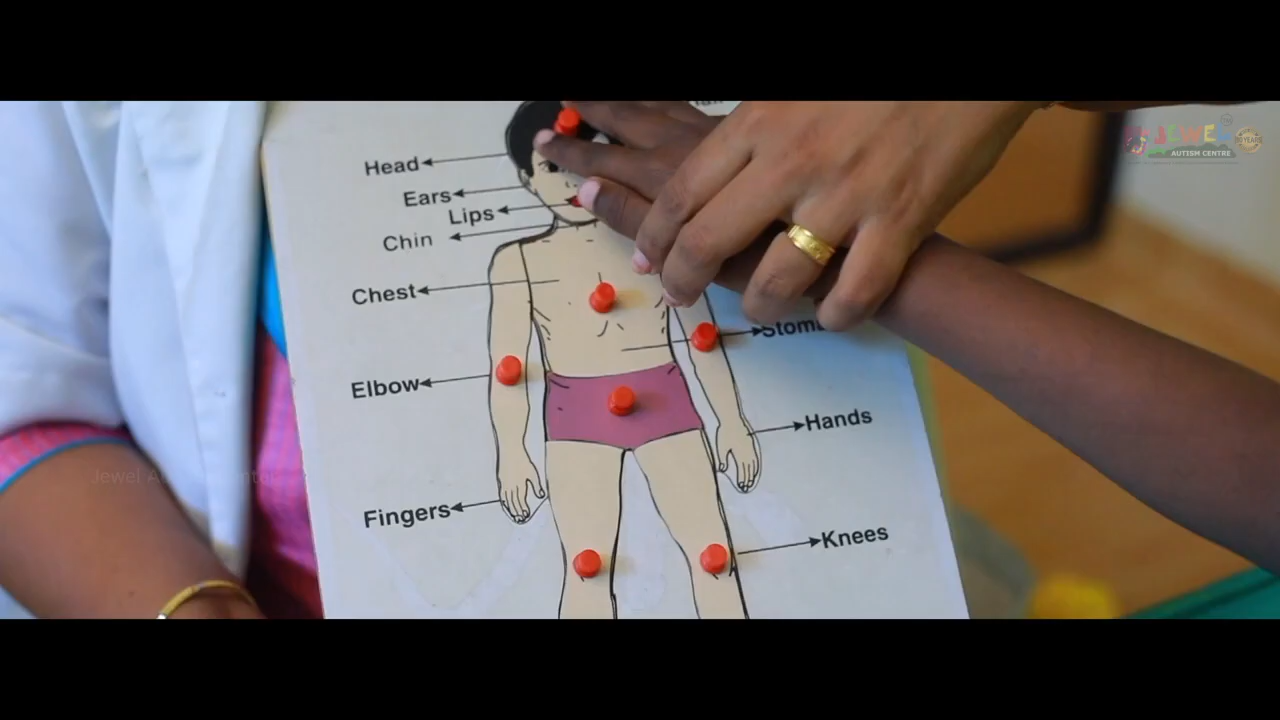 JEWEL
AUTISM CENTRE
Head
Ears
Lips
Chin
Chest
Elbow
Hands
Fingers
Knees